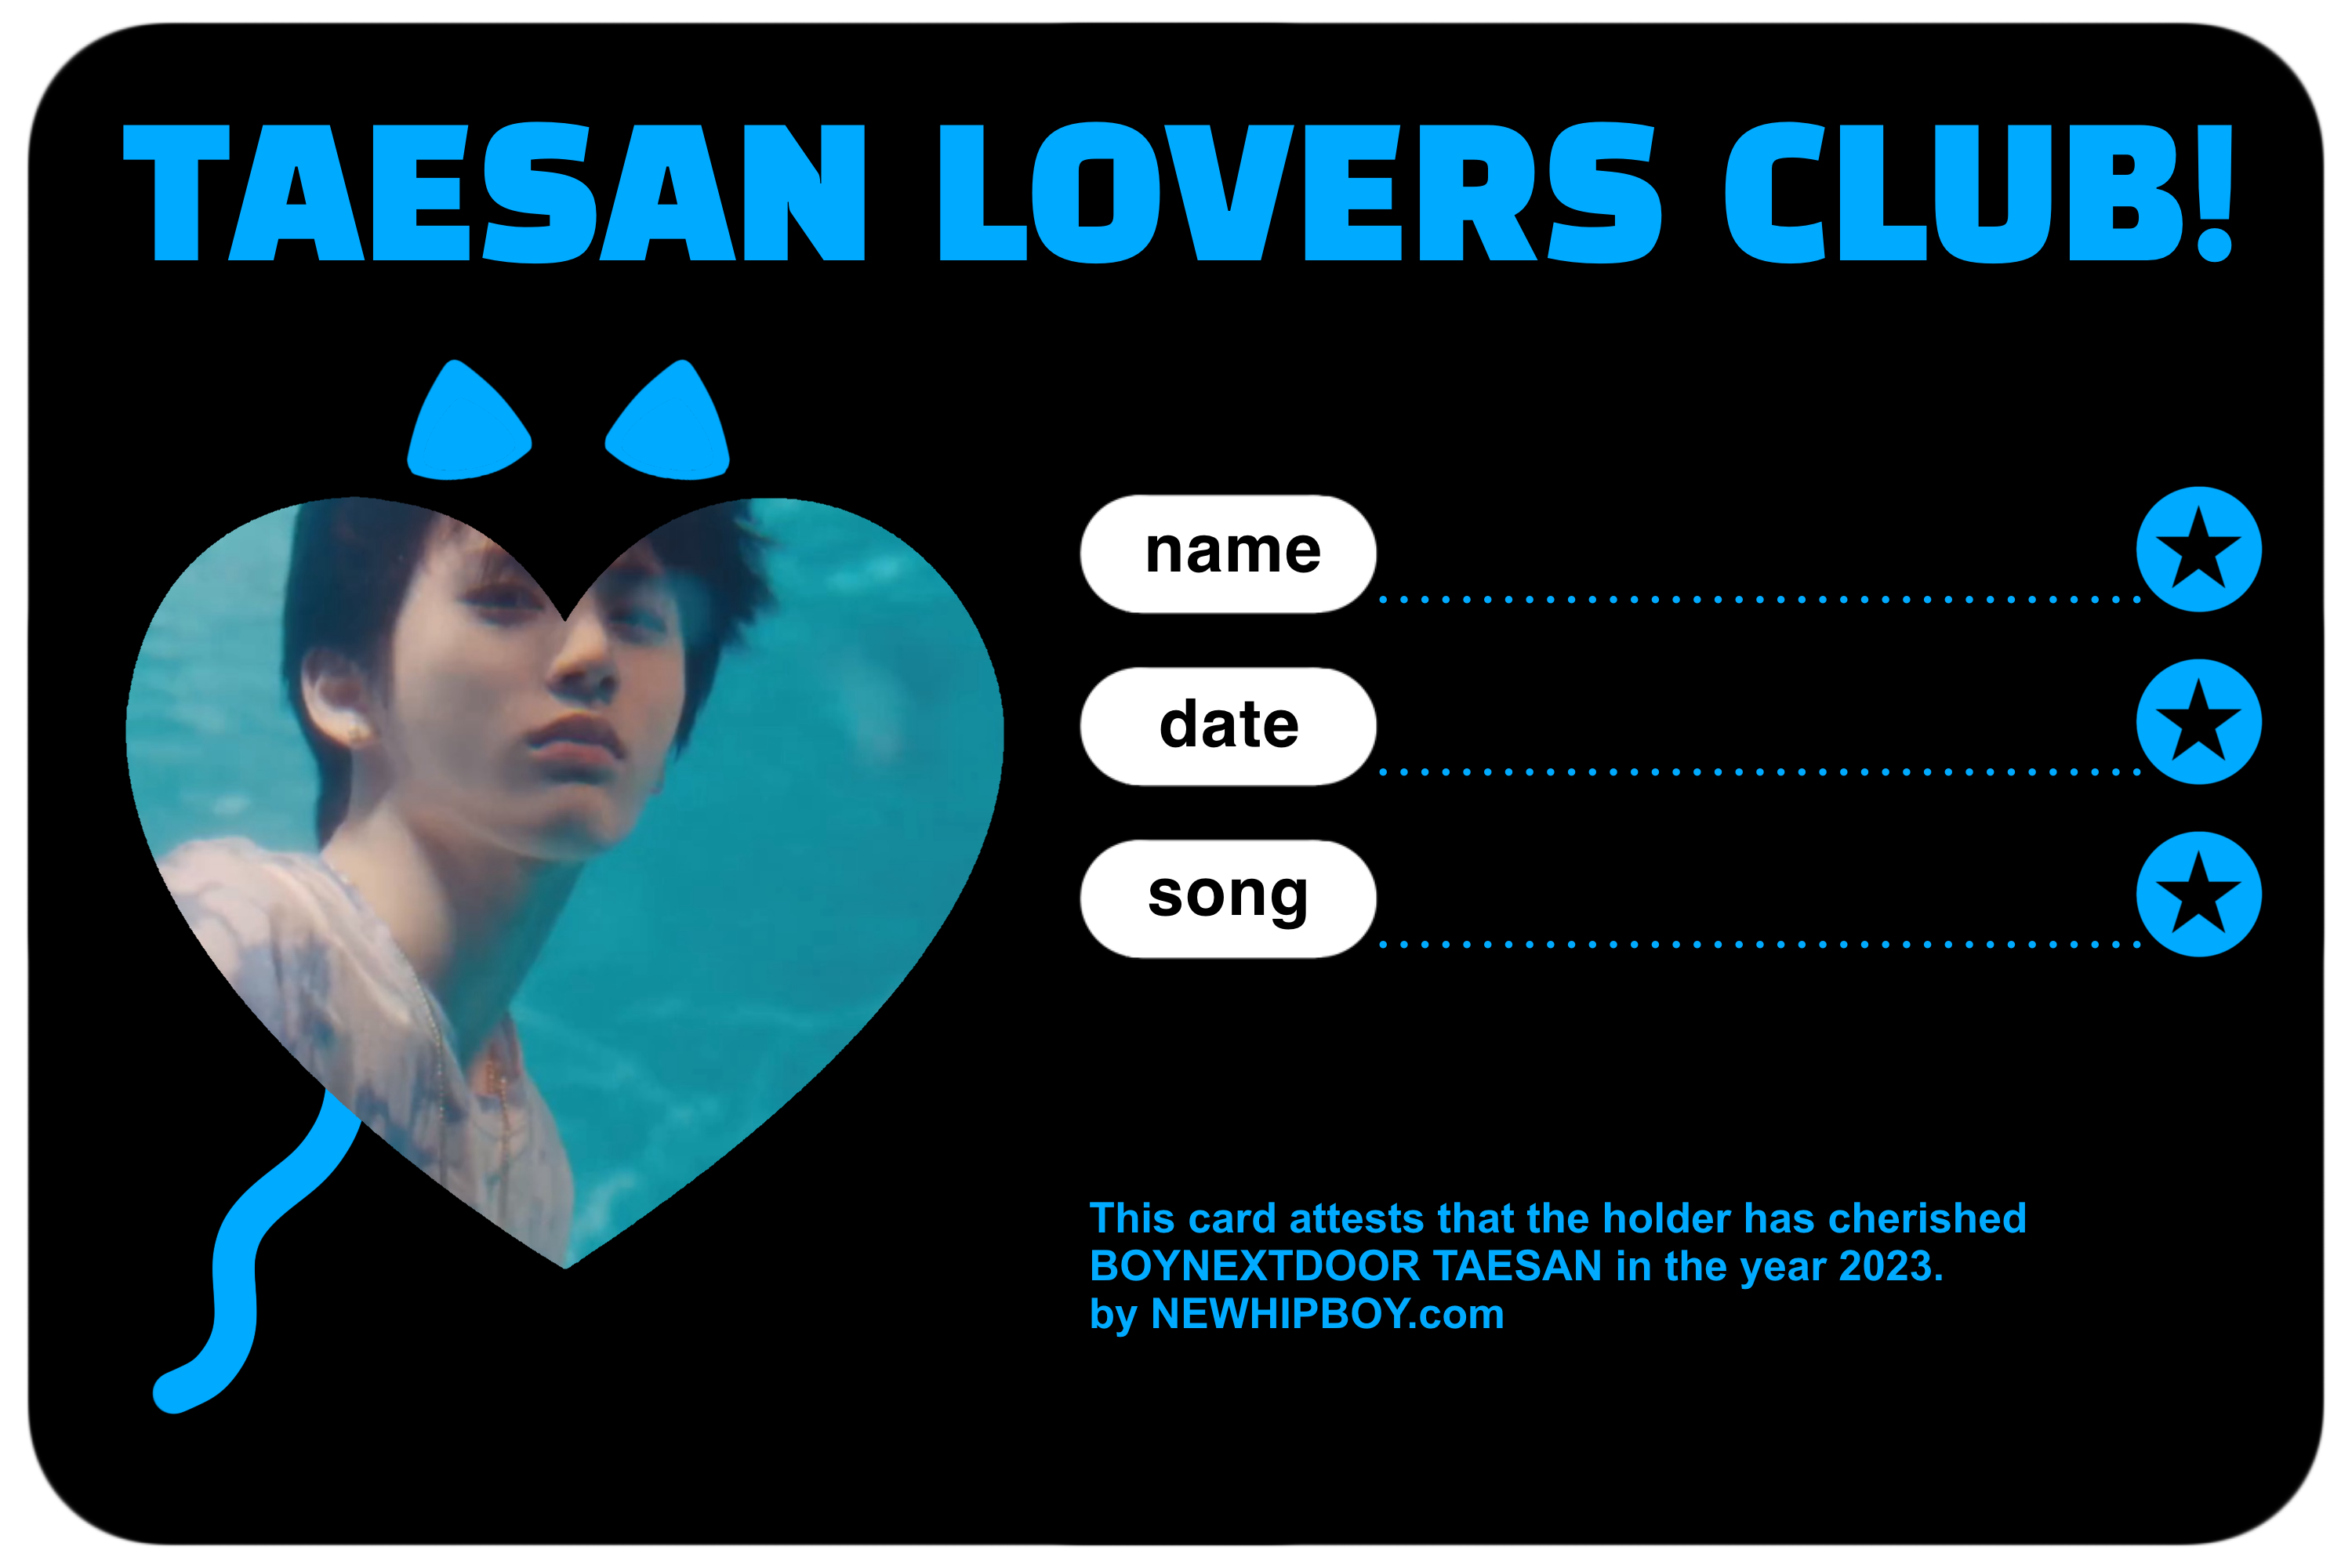 TAESAN LOVERS CLUB!
name
date
song
This card attests that the holder has cherished
BOYNEXTDOOR TAESAN in the year 2023.
by NEWHIPBOY.com